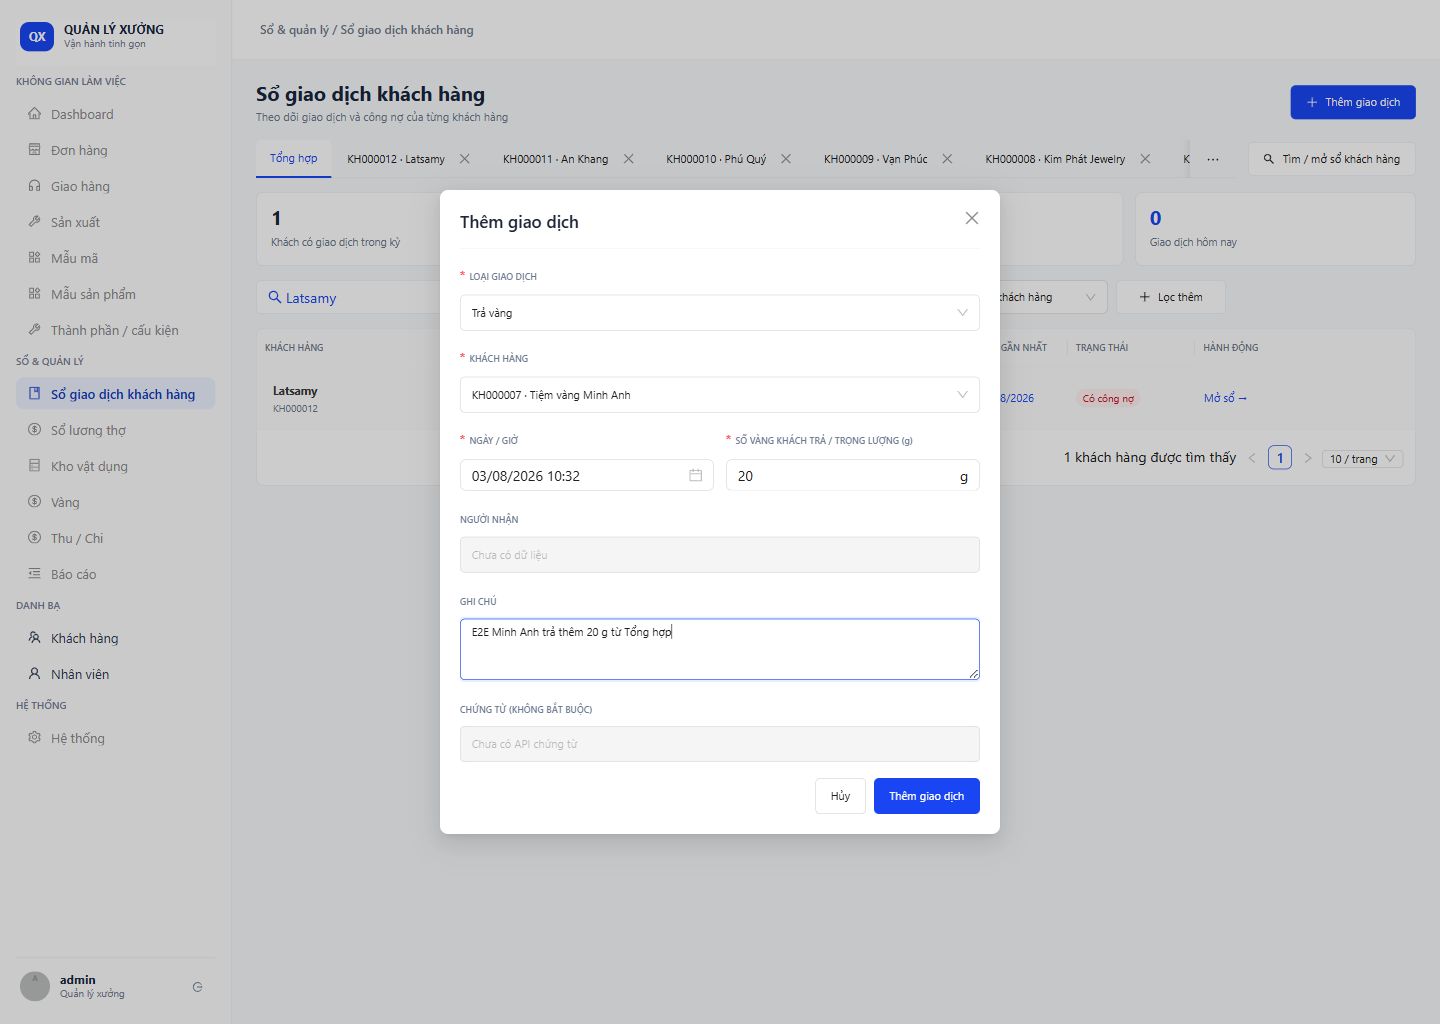 QX
QUẢN LÝ XƯỞNG
Vận hành tinh gọn
KHÔNG GIAN LÀM VIỆC
Dashboard
Đơn hàng
Giao hàng
Sản xuất
Mẫu mã
Mẫu sản phẩm
Thành phần / cấu kiện
SỔ & QUẢN LÝ
Sổ giao dịch khách hàng
Sổ lương thợ
Kho vật dụng
Vàng
Thu / Chi
Báo cáo
DANH BẠ
Khách hàng
Nhân viên
HỆ THỐNG
Hệ thống
A
admin
Quản lý xưởng
Sổ & quản lý / Sổ giao dịch khách hàng
Sổ giao dịch khách hàng
Theo dõi giao dịch và công nợ của từng khách hàng
Thêm giao dịch
Tổng hợp
KH000012 · Latsamy
KH000011 · An Khang
KH000010 · Phú Quý
KH000009 · Vạn Phúc
KH000008 · Kim Phát Jewelry
K
Tìm / mở sổ khách hàng
1
Khách có giao dịch trong kỳ
0
Giao dịch hôm nay
Latsamy
khách hàng
Lọc thêm
KHÁCH HÀNG
GẦN NHẤT
TRẠNG THÁI
HÀNH ĐỘNG
Latsamy
KH000012
8/2026
Có công nợ
Mở sổ →
1 khách hàng được tìm thấy
1
10 / trang
Thêm giao dịch
* LOẠI GIAO DỊCH
Trả vàng
* KHÁCH HÀNG
KH000007 · Tiệm vàng Minh Anh
* NGÀY / GIỜ
03/08/2026 10:32
* SỐ VÀNG KHÁCH TRẢ / TRỌNG LƯỢNG (g)
20
g
NGƯỜI NHẬN
Chưa có dữ liệu
GHI CHÚ
E2E Minh Anh trả thêm 20 g từ Tổng hợp
CHỨNG TỪ (KHÔNG BẮT BUỘC)
Chưa có API chứng từ
Hủy
Thêm giao dịch